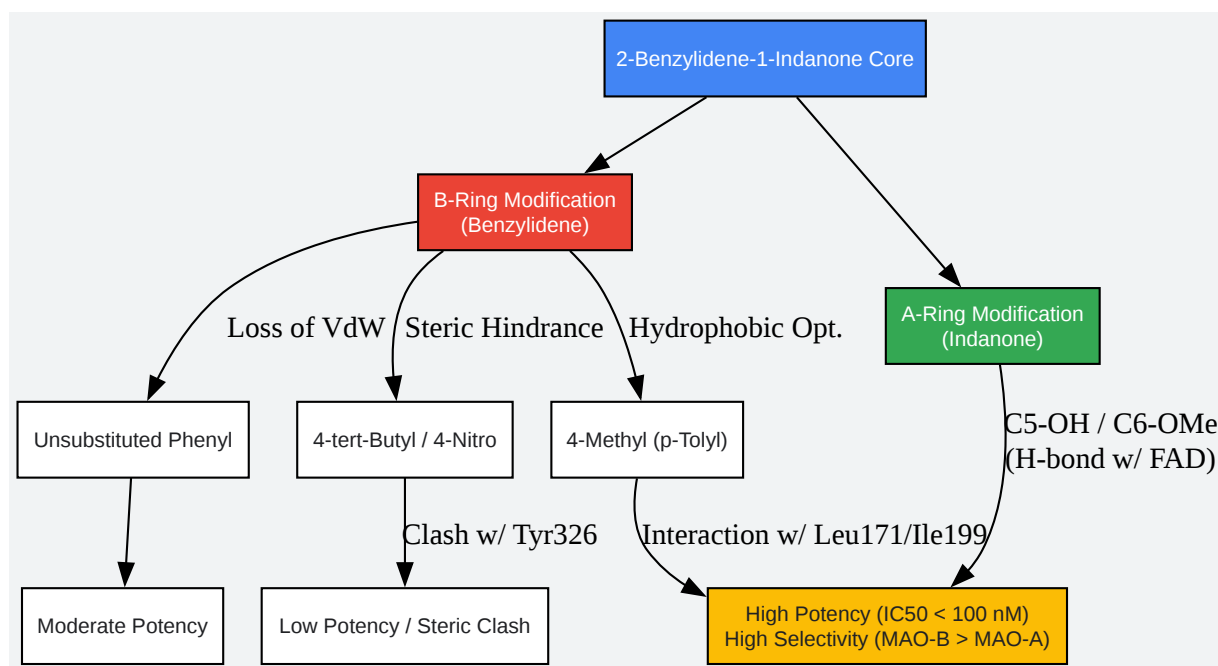 2-Benzylidene-1-Indanone Core
B-Ring Modification
(Benzylidene)
A-Ring Modification
(Indanone)
Loss of VdW
Steric Hindrance
Hydrophobic Opt.
C5-OH / C6-OMe
(H-bond w/ FAD)
Unsubstituted Phenyl
4-tert-Butyl / 4-Nitro
4-Methyl (p-Tolyl)
Clash w/ Tyr326
Interaction w/ Leu171/Ile199
Moderate Potency
Low Potency / Steric Clash
High Potency (IC50 < 100 nM)
High Selectivity (MAO-B > MAO-A)